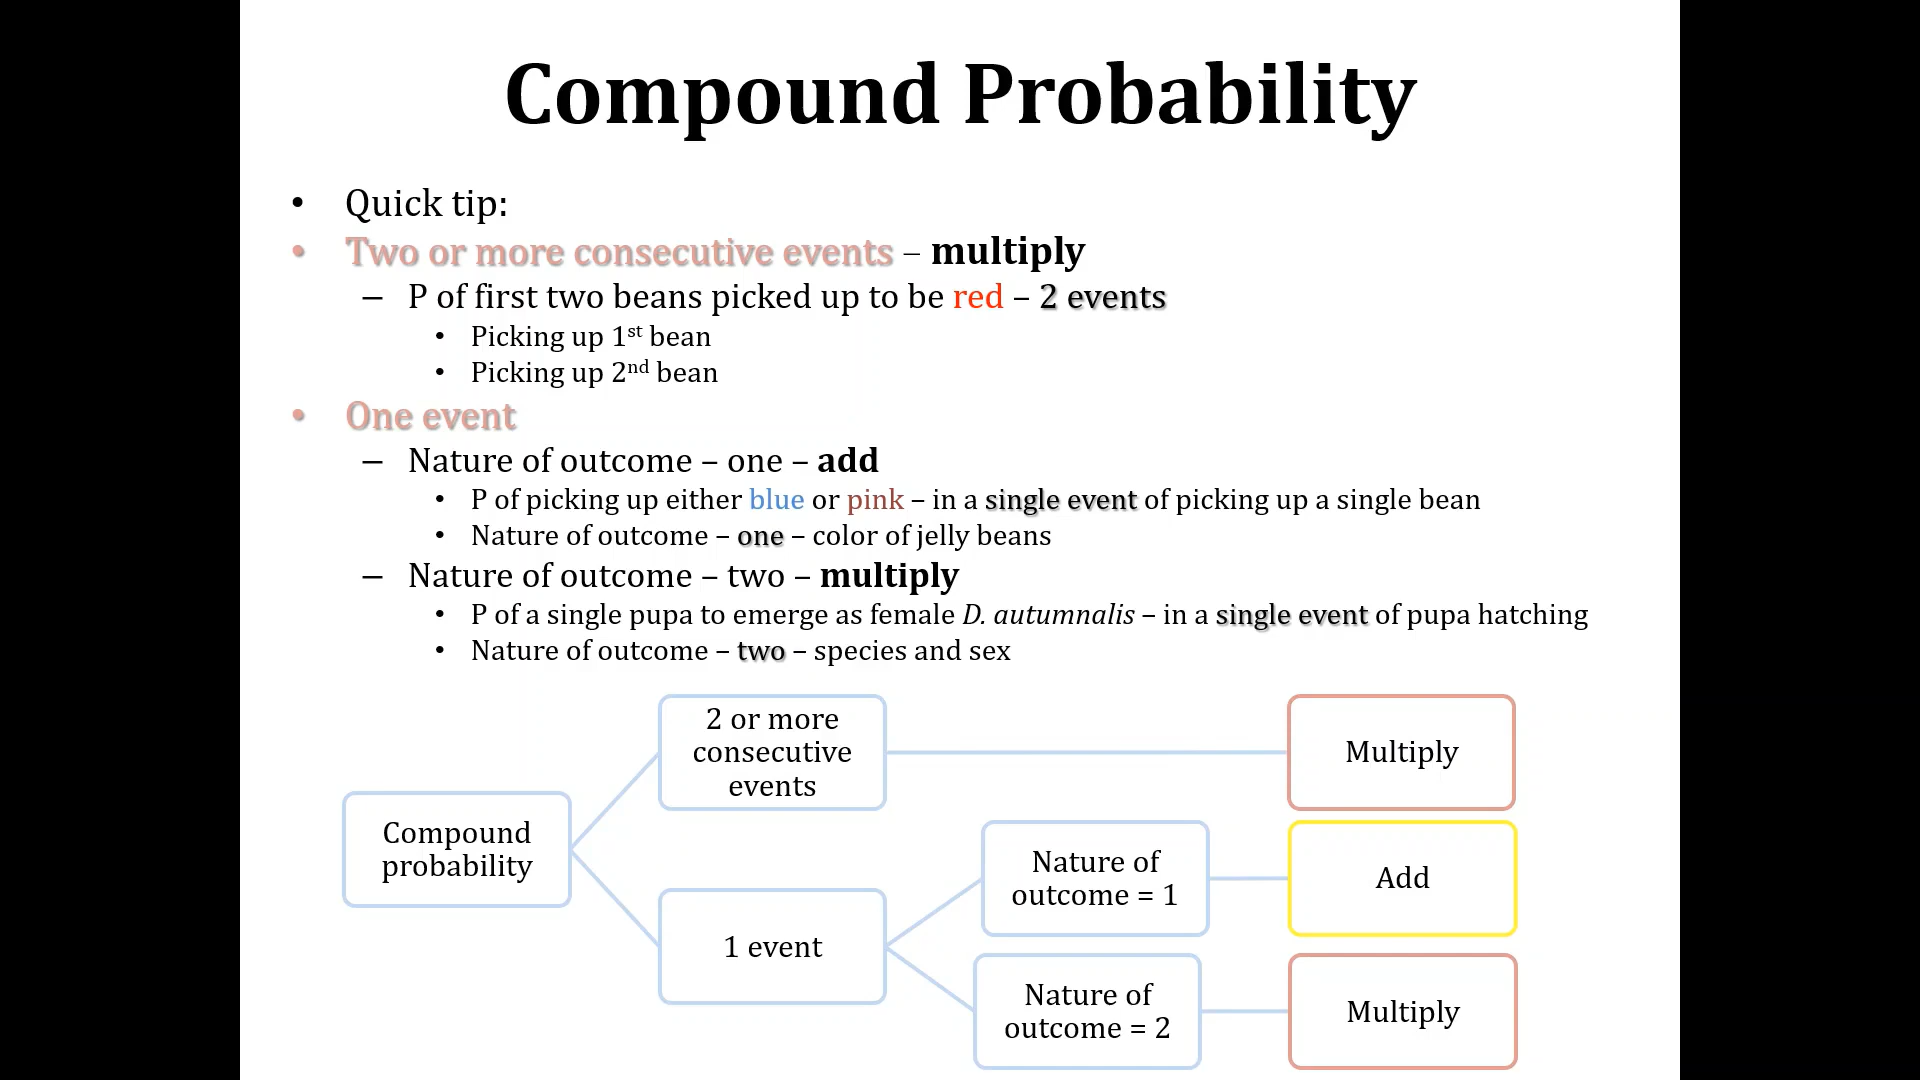 Compound Probability
• Quick tip:
• Two or more consecutive events – multiply
– P of first two beans picked up to be red – 2 events
• Picking up 1st bean
• Picking up 2nd bean
• One event
– Nature of outcome – one – add
• P of picking up either blue or pink – in a single event of picking up a single bean
• Nature of outcome – one – color of jelly beans
– Nature of outcome – two – multiply
• P of a single pupa to emerge as female D. autumnalis – in a single event of pupa hatching
• Nature of outcome – two – species and sex
Compound
probability
2 or more
consecutive
events
Multiply
1 event
Nature of
outcome = 1
Add
Nature of
outcome = 2
Multiply